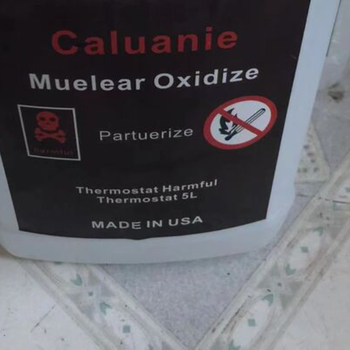 Caluanie
Muelear Oxidize
Partuerize
Thermostat Harmful
Thermostat 5L
MADE IN USA